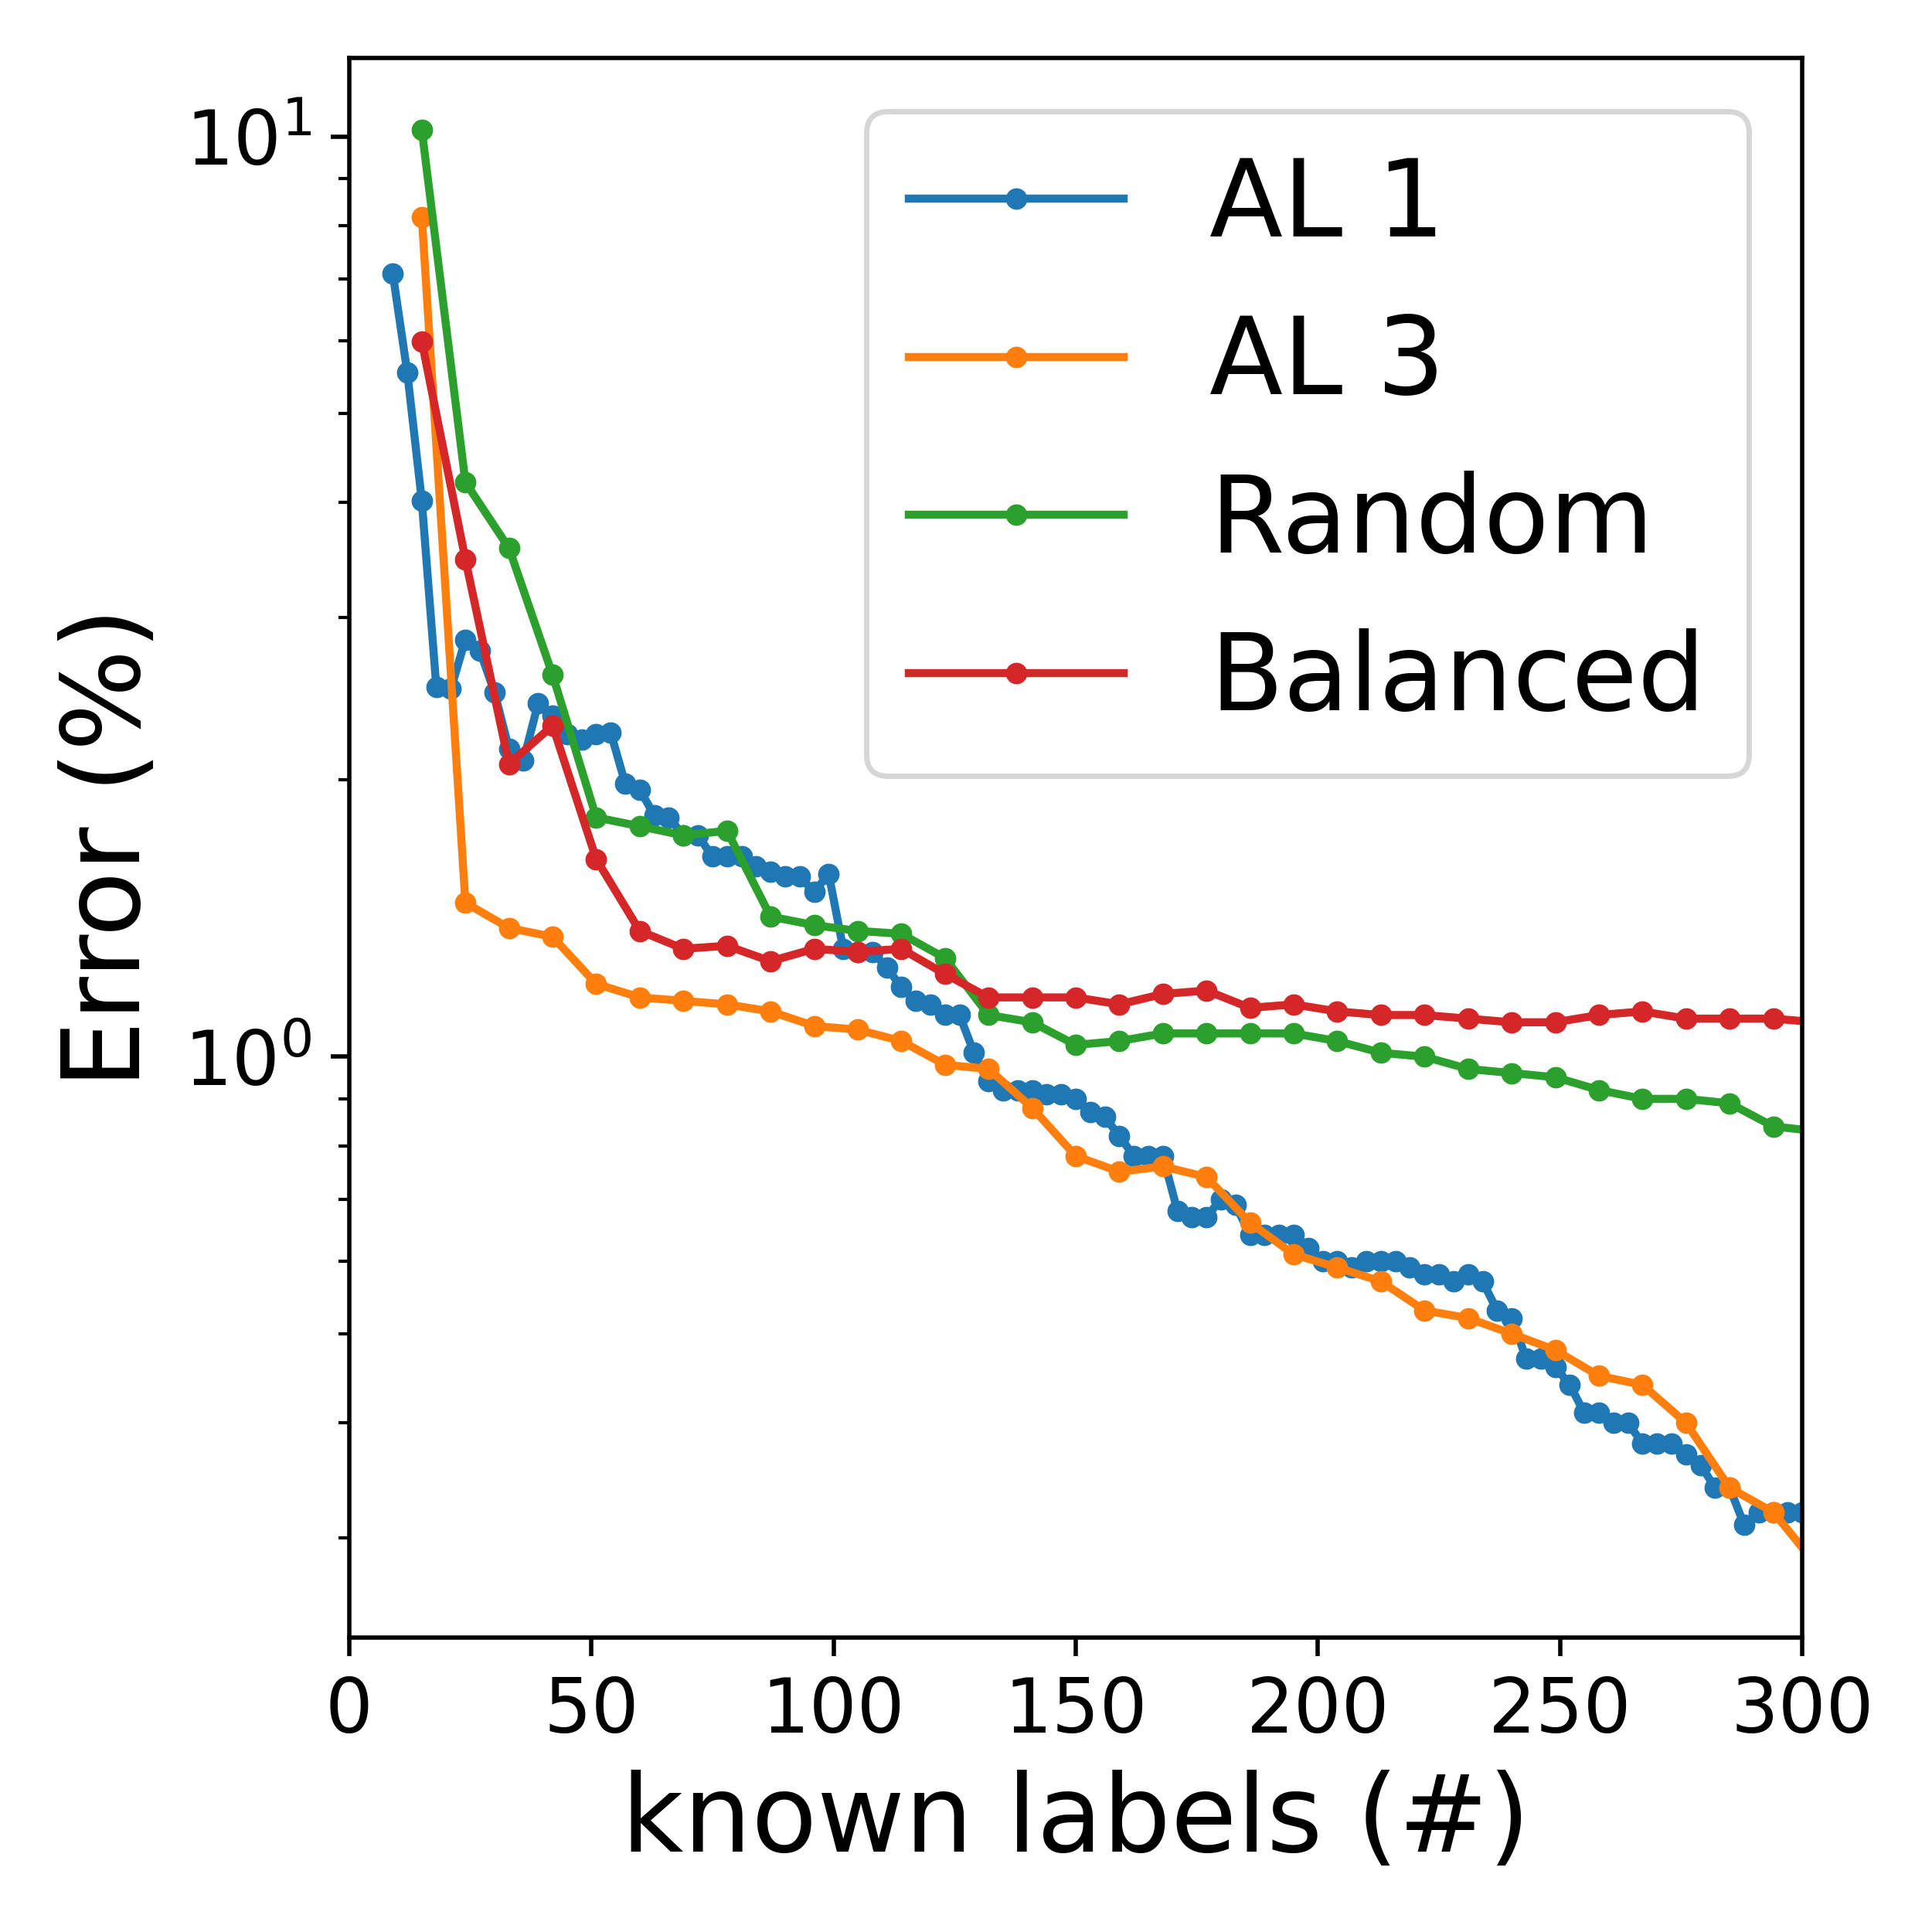 10¹
10⁰
Error (%)
AL 1
AL 3
Random
Balanced
0 50 100 150 200 250 300
known labels (#)